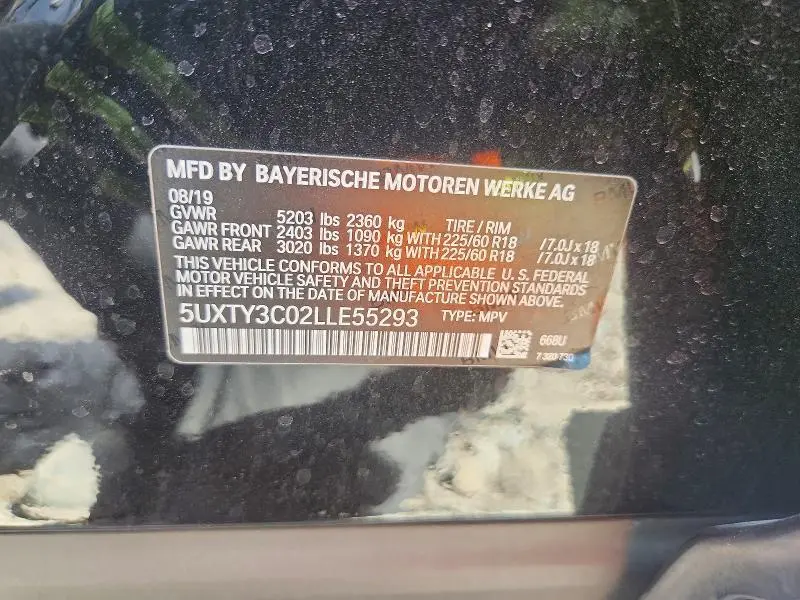 MFD BY BAYERISCHE MOTOREN WERKE AG
08/19
GVWR 5203 lbs 2360 kg TIRE / RIM
GAWR FRONT 2403 lbs 1090 kg WITH 225/60 R18 /7.0J x 18
GAWR REAR 3020 lbs 1370 kg WITH 225/60 R18 /7.0J x 18
THIS VEHICLE CONFORMS TO ALL APPLICABLE U.S. FEDERAL
MOTOR VEHICLE SAFETY AND THEFT PREVENTION STANDARDS
IN EFFECT ON THE DATE OF MANUFACTURE SHOWN ABOVE.
5UXTY3C02LLE55293 TYPE: MPV
668U
7 320 730